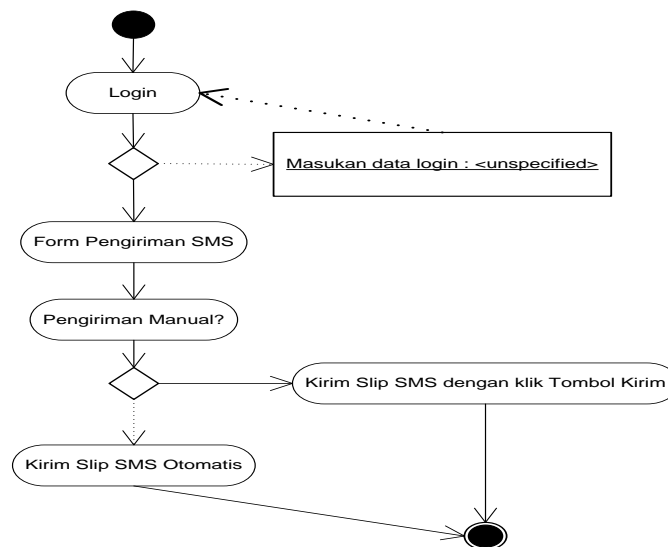 Login
Masukan data login : <unspecified>
Form Pengiriman SMS
Pengiriman Manual?
Kirim Slip SMS dengan klik Tombol Kirim
Kirim Slip SMS Otomatis